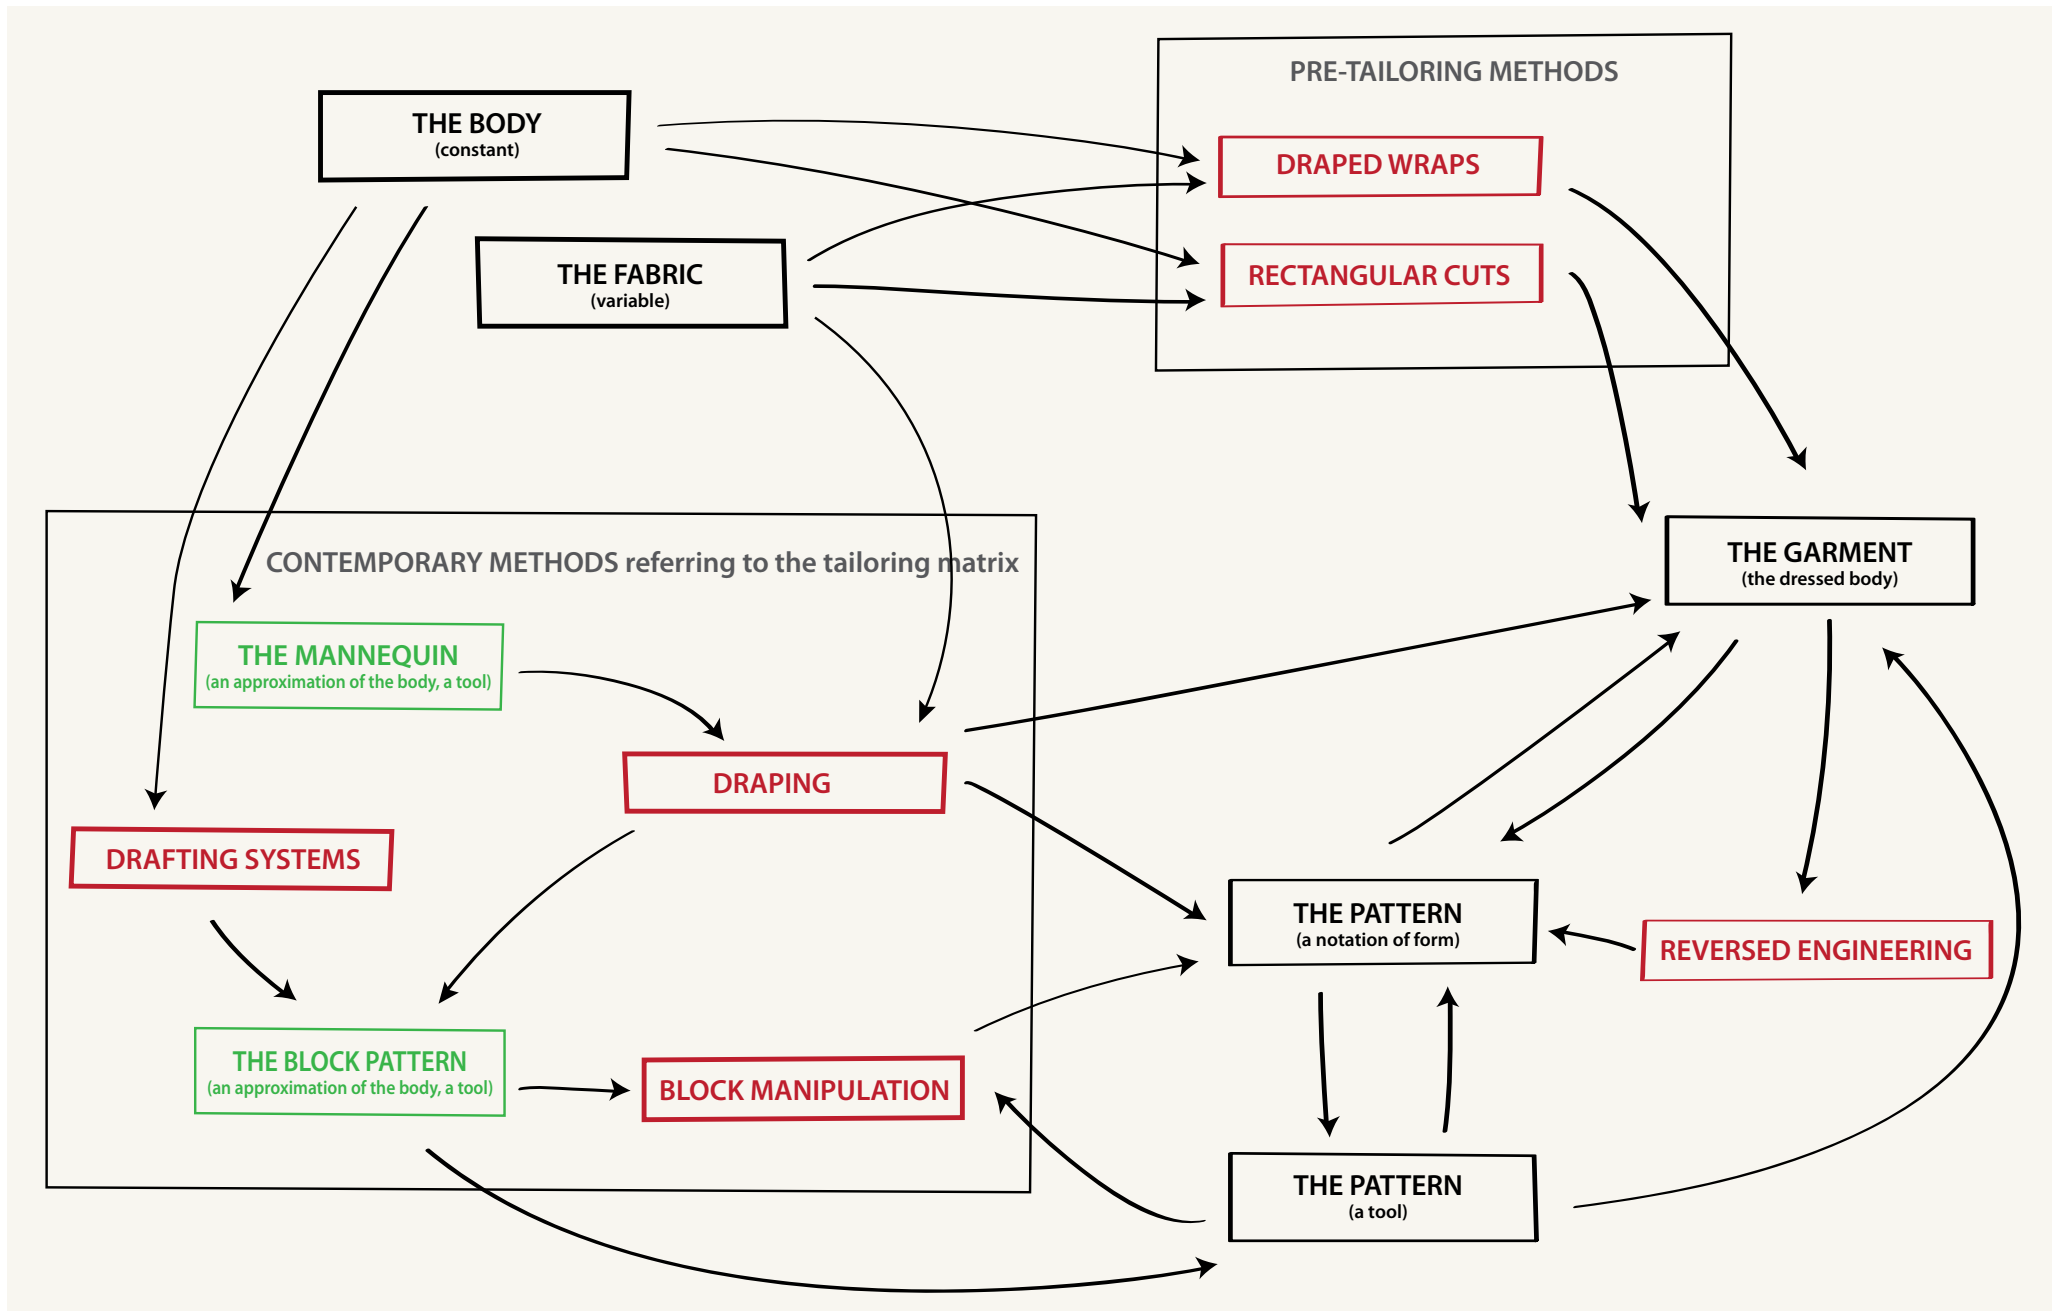 PRE-TAILORING METHODS
THE BODY
(constant)
DRAPED WRAPS
THE FABRIC
(variable)
RECTANGULAR CUTS
CONTEMPORARY METHODS referring to the tailoring matrix
THE GARMENT
(the dressed body)
THE MANNEQUIN
(an approximation of the body, a tool)
DRAPING
DRAFTING SYSTEMS
THE PATTERN
(a notation of form)
REVERSED ENGINEERING
THE BLOCK PATTERN
(an approximation of the body, a tool)
BLOCK MANIPULATION
THE PATTERN
(a tool)